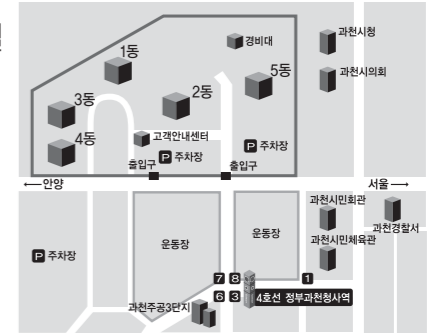 1동
경비대
과천시청
5동
과천시의회
2동
3동
4동
고객안내센터
P 주차장
P 주차장
출입구
출입구
←안양
서울→
과천시민회관
과천경찰서
운동장
운동장
과천시민체육관
P 주차장
7 8
1
6 3
4호선 정부과천청사역
과천주공3단지